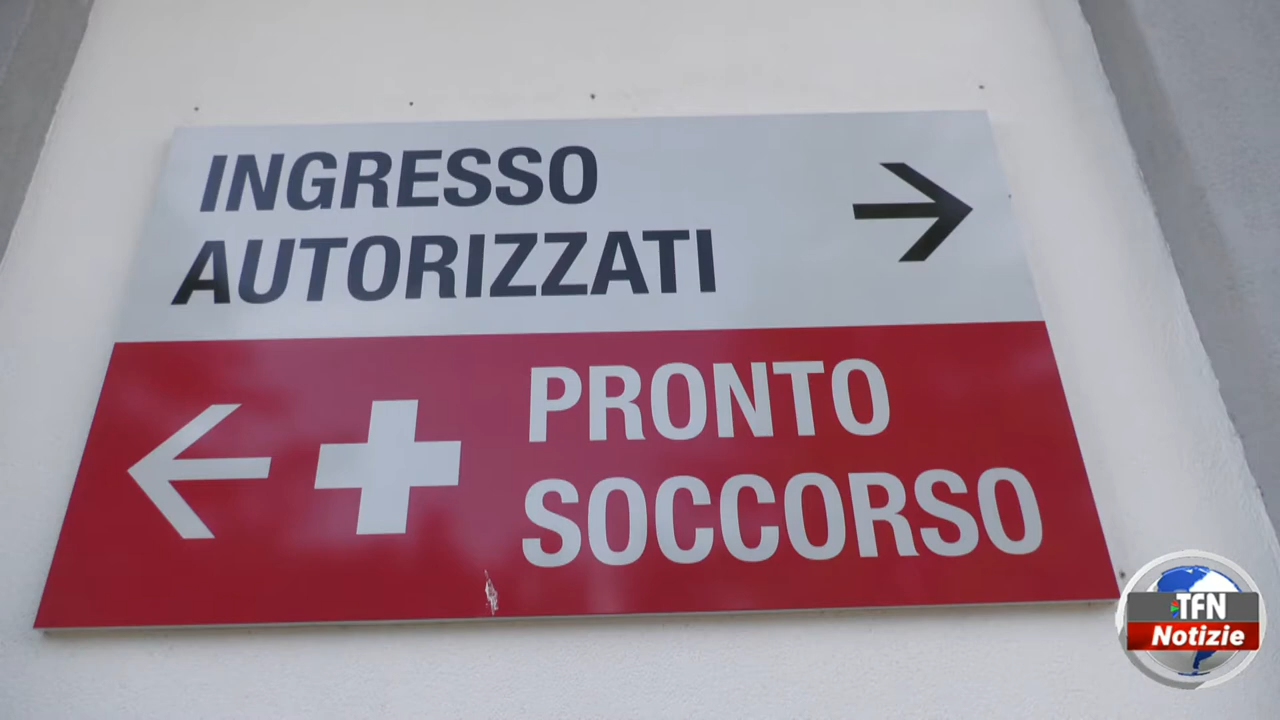 INGRESSO
AUTORIZZATI
PRONTO
SOCCORSO
TFN
Notizie